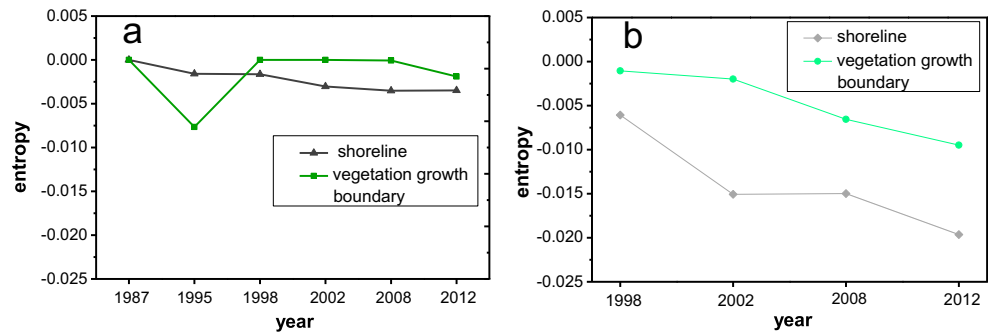 a
0.005
0.000
-0.005
-0.010
-0.015
-0.020
-0.025
entropy
shoreline
vegetation growth
boundary
1987 1995 1998 2002 2008 2012
year
b
0.005
0.000
-0.005
-0.010
-0.015
-0.020
-0.025
entropy
shoreline
vegetation growth
boundary
1998 2002 2008 2012
year